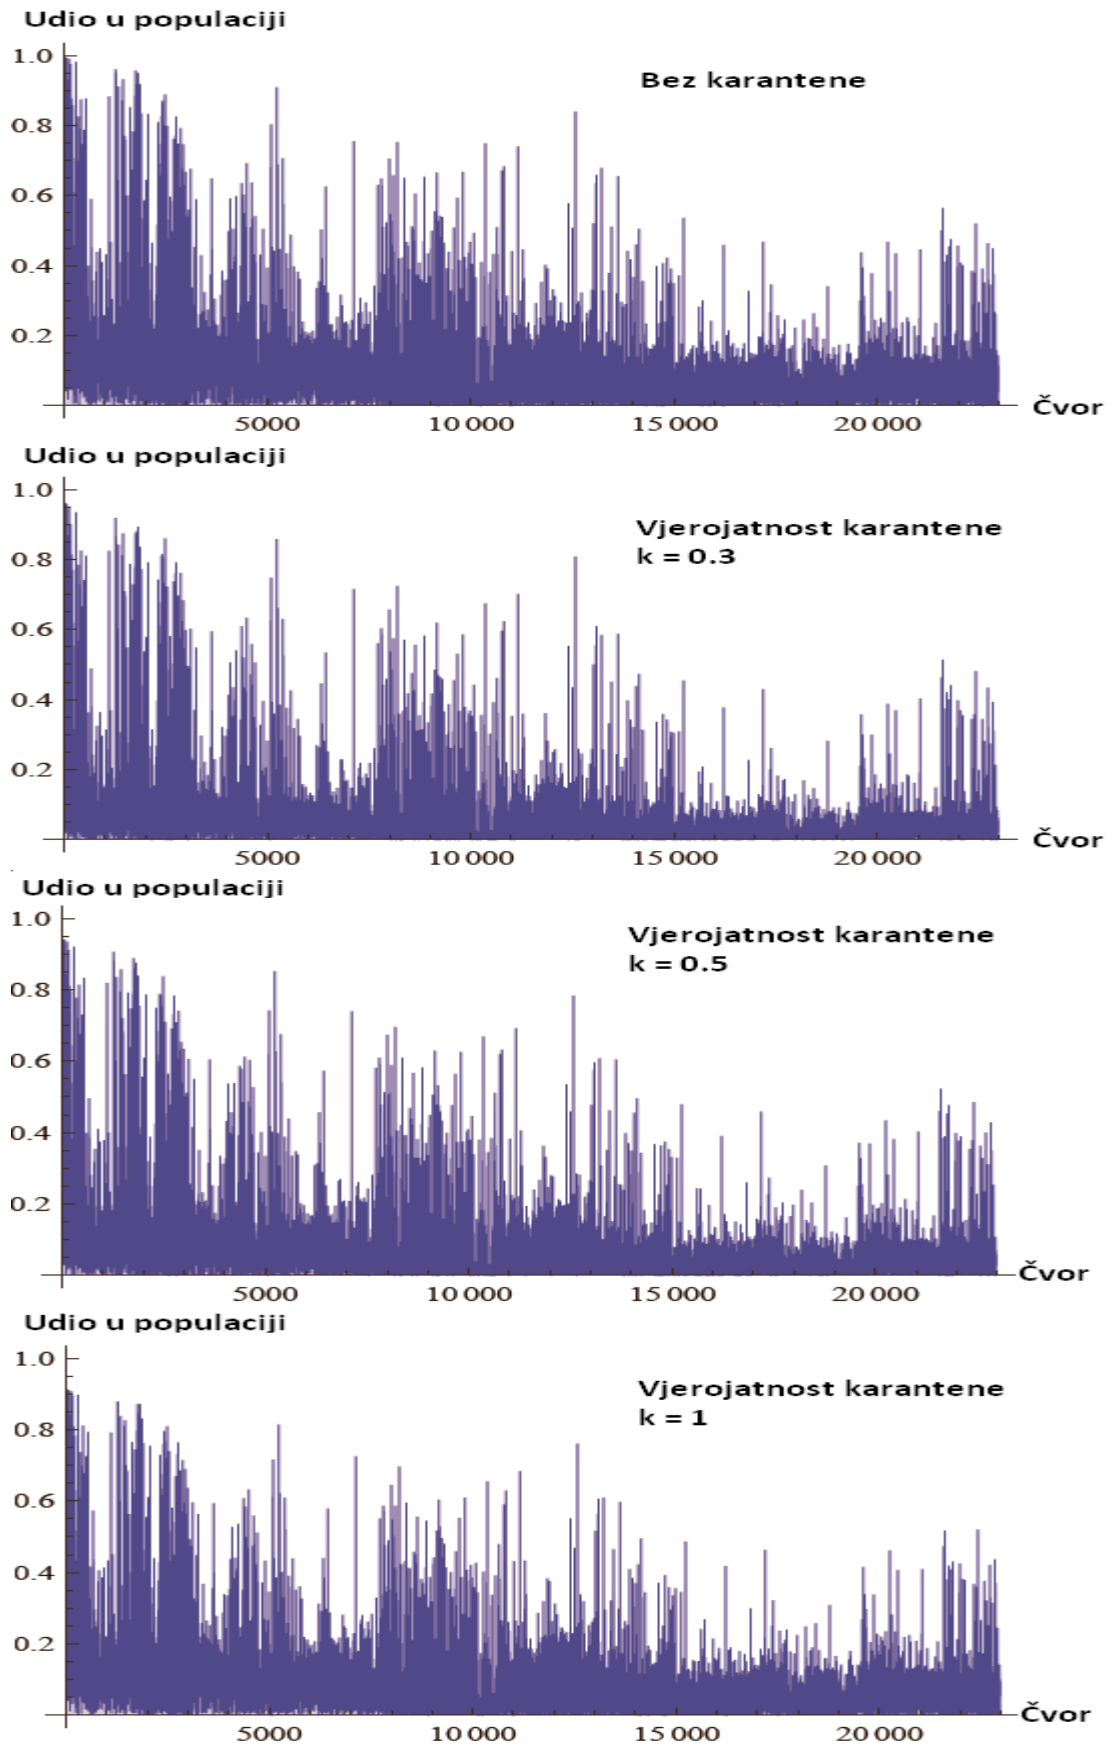 Udio u populaciji
1.0
Bez karantene
0.8
0.6
0.4
0.2
Čvor
5000 10 000 15 000 20 000
Udio u populaciji
1.0
Vjerojatnost karantene
k = 0.3
0.8
0.6
0.4
0.2
Čvor
5000 10 000 15 000 20 000
Udio u populaciji
1.0
Vjerojatnost karantene
k = 0.5
0.8
0.6
0.4
0.2
Čvor
5000 10 000 15 000 20 000
Udio u populaciji
1.0
Vjerojatnost karantene
k = 1
0.8
0.6
0.4
0.2
Čvor
5000 10 000 15 000 20 000